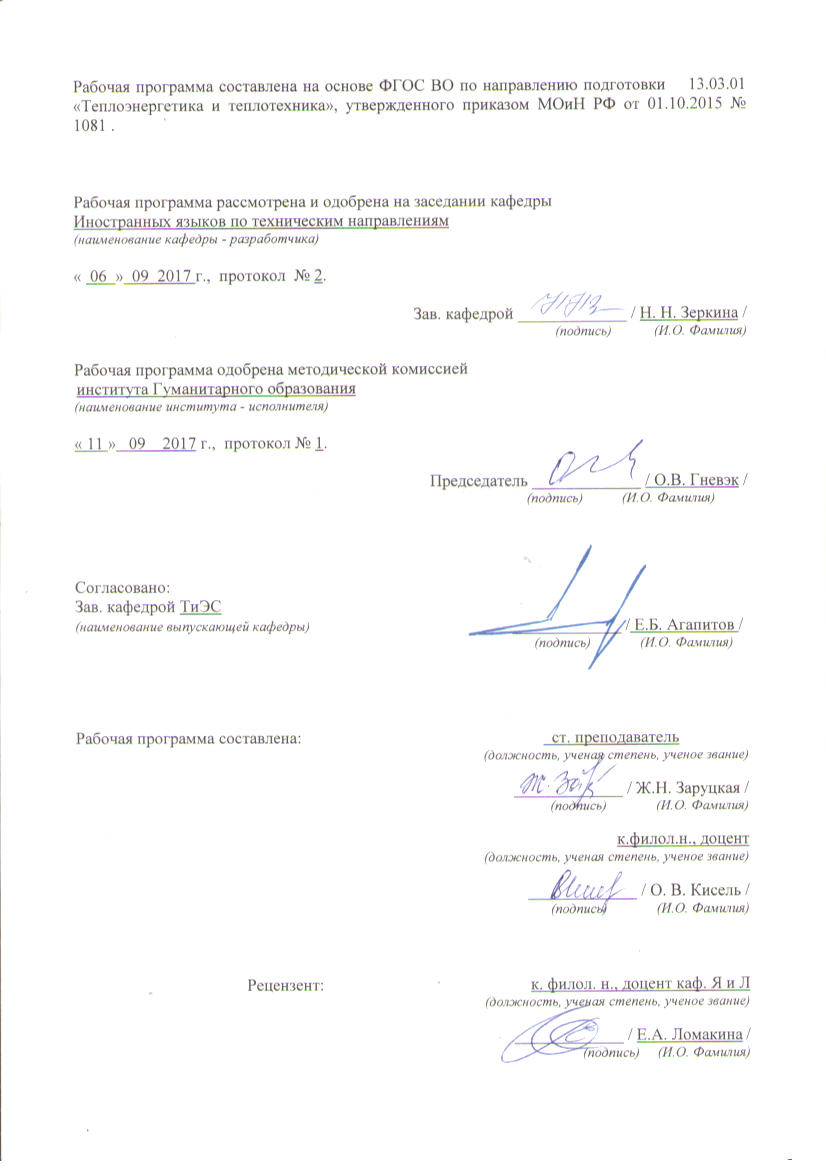 Рабочая программа составлена на основе ФГОС ВО по направлению подготовки 13.03.01
«Теплоэнергетика и теплотехника», утвержденного приказом МОиН РФ от 01.10.2015 №
1081 .
Рабочая программа рассмотрена и одобрена на заседании кафедры
Иностранных языков по техническим направлениям
(наименование кафедры - разработчика)
« 06 » 09 2017 г., протокол № 2.
Зав. кафедрой _____________ / Н. Н. Зеркина /
(подпись) (И.О. Фамилия)
Рабочая программа одобрена методической комиссией
института Гуманитарного образования
(наименование института - исполнителя)
« 11 » 09 2017 г., протокол № 1.
Председатель _____________ / О.В. Гневэк /
(подпись) (И.О. Фамилия)
Согласовано:
Зав. кафедрой ТиЭС
(наименование выпускающей кафедры) _____________ / Е.Б. Агапитов /
(подпись) (И.О. Фамилия)
Рабочая программа составлена: ст. преподаватель
(должность, ученая степень, ученое звание)
_____________ / Ж.Н. Заруцкая /
(подпись) (И.О. Фамилия)
к.филол.н., доцент
(должность, ученая степень, ученое звание)
_____________ / О. В. Кисель /
(подпись) (И.О. Фамилия)
Рецензент: к. филол. н., доцент каф. Я и Л
(должность, ученая степень, ученое звание)
_____________ / Е.А. Ломакина /
(подпись) (И.О. Фамилия)